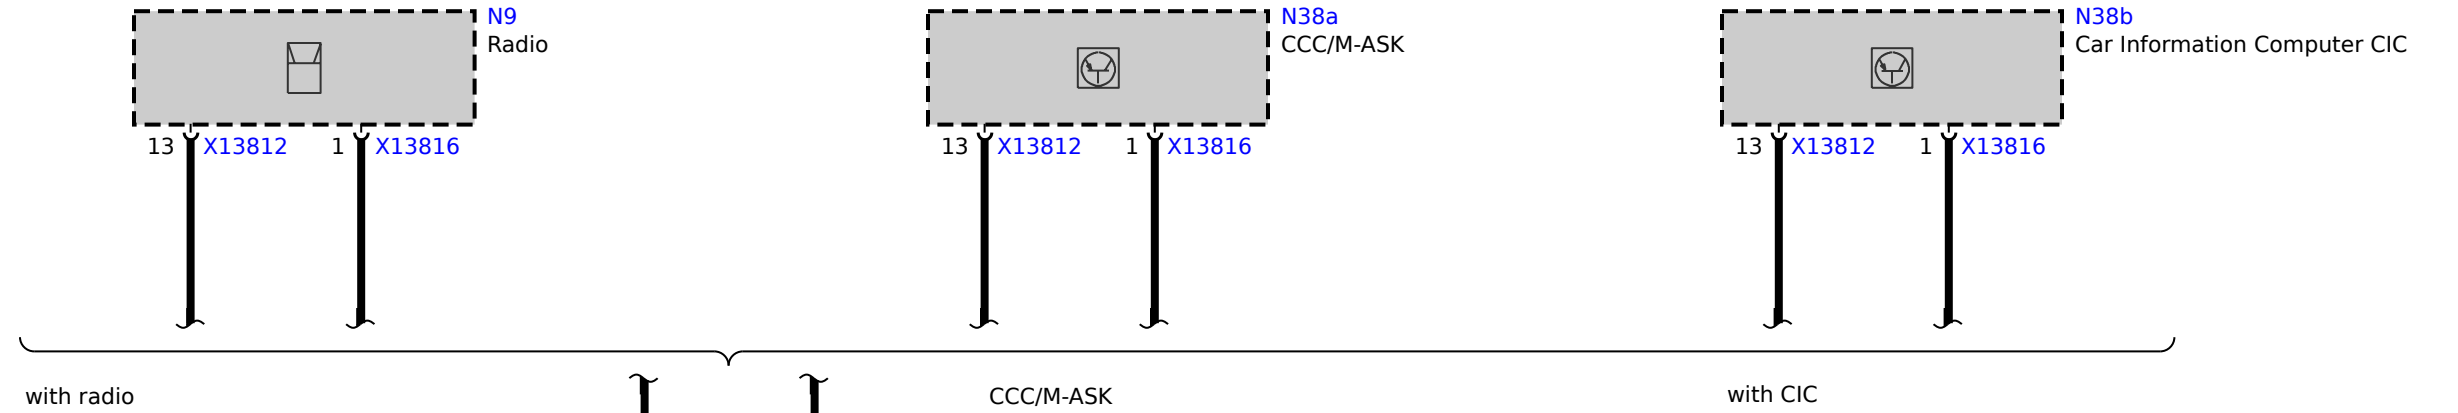 N9
Radio
N38a
CCC/M-ASK
N38b
Car Information Computer CIC
13 X13812 1 X13816
13 X13812 1 X13816
13 X13812 1 X13816
with radio
CCC/M-ASK
with CIC